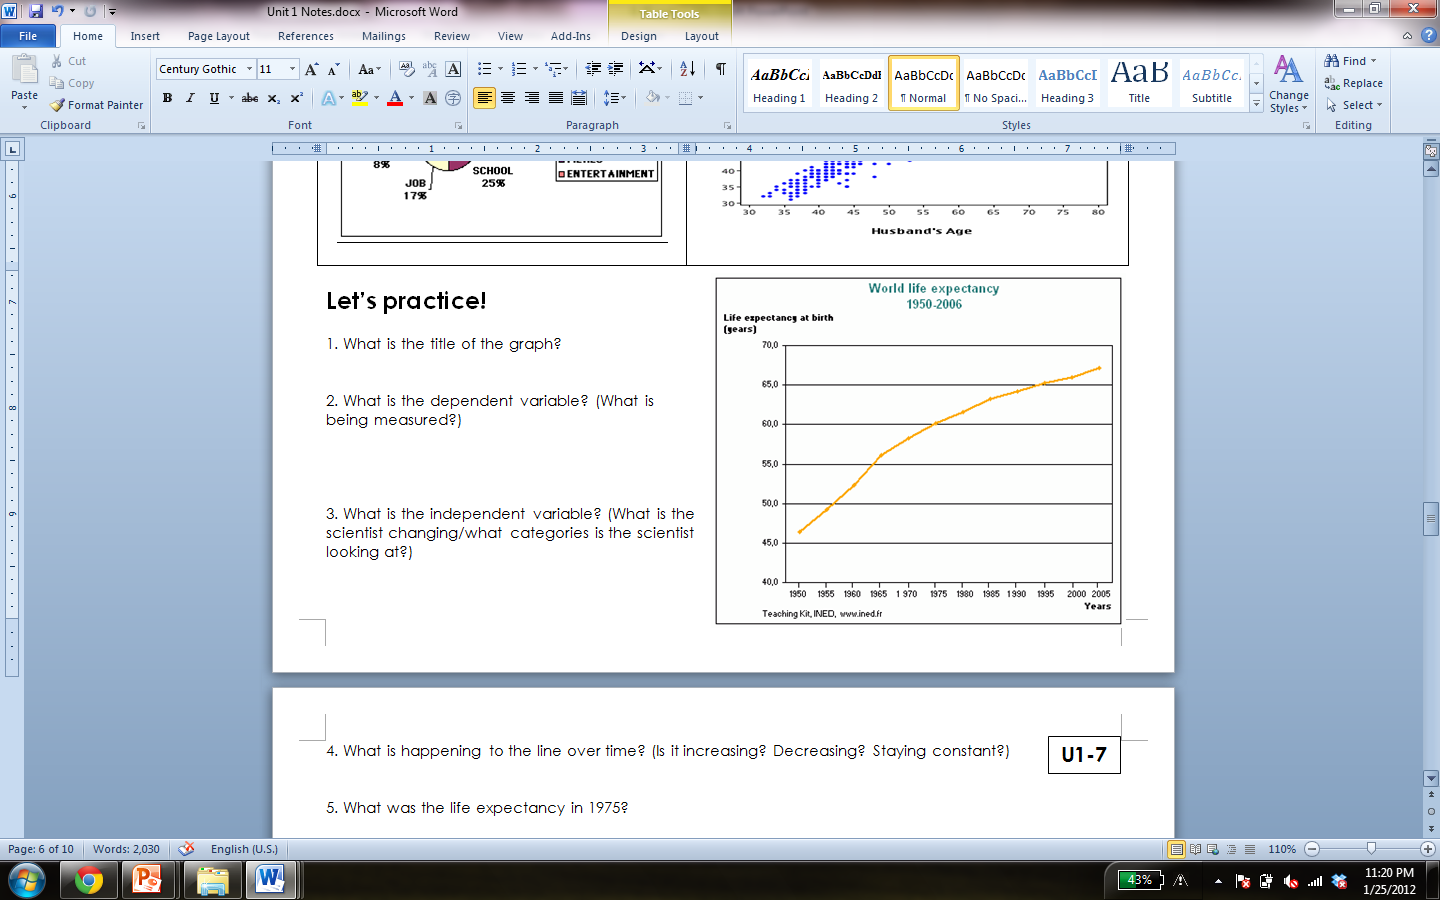 Unit 1 Notes.docx - Microsoft Word
Table Tools
File Home Insert Page Layout References Mailings Review View Add-Ins Design Layout
Cut
Copy
Format Painter
Paste
Clipboard
Century Gothic 11
Font
Paragraph
AaBbCcI AaBbCcDdI AaBbCcDc AaBbCcDc AaBbCcI AaB AaBbCc.
Heading 1 Heading 2 ¶ Normal ¶ No Spaci... Heading 3 Title Subtitle
Styles
Change
Styles
Find
Replace
Select
Editing
1 2 3 4 5 6 7
8%
SCHOOL
25%
JOB
17%
ENTERTAINMENT
40
35
30
30 35 40 45 50 55 60 65 70 75 80
Husband's Age
Let's practice!
1. What is the title of the graph?
2. What is the dependent variable? (What is
being measured?)
3. What is the independent variable? (What is the
scientist changing/what categories is the scientist
looking at?)
World life expectancy
1950-2006
Life expectancy at birth
(years)
70,0
65,0
60,0
55,0
50,0
45,0
40,0
1950 1955 1960 1965 1 970 1975 1980 1985 1990 1995 2000 2005
Years
Teaching Kit, INED, www.ined.fr
4. What is happening to the line over time? (Is it increasing? Decreasing? Staying constant?)
U1-7
5. What was the life expectancy in 1975?
Page: 6 of 10 Words: 2,030 English (U.S.) 110%
43%
11:20 PM
1/25/2012